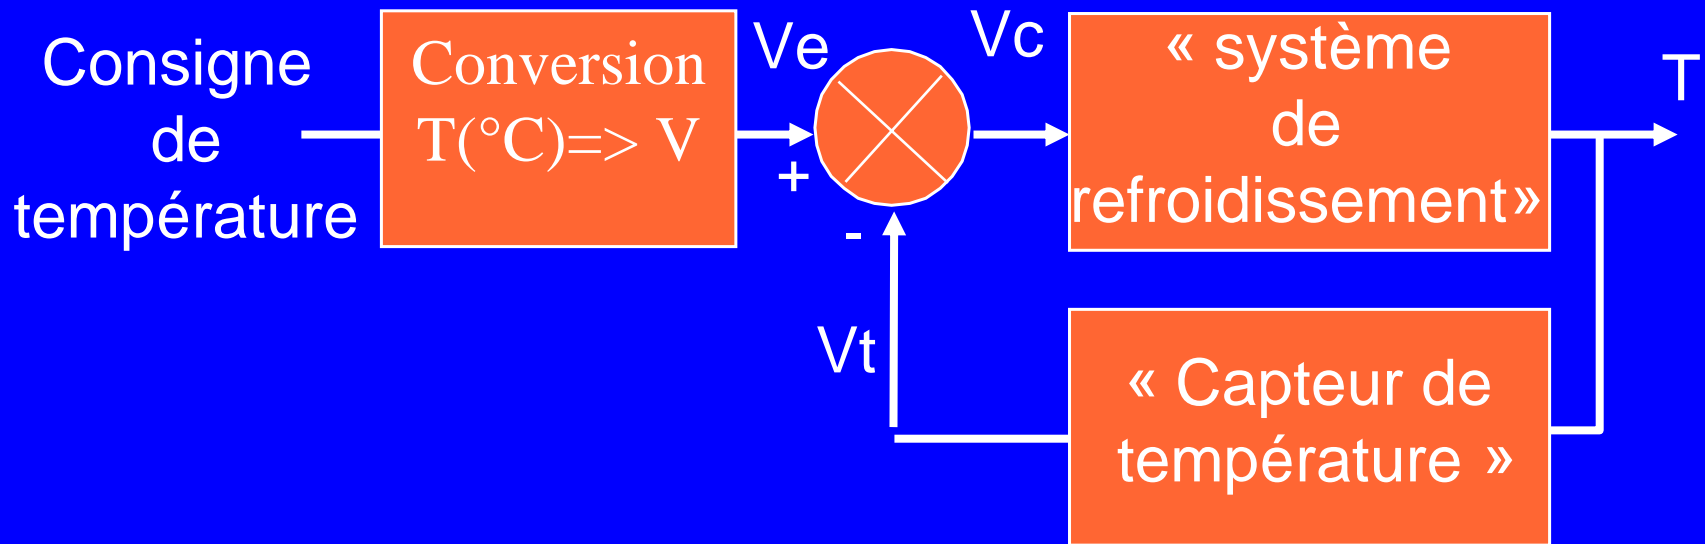 Consigne
de
température
Conversion
T(°C)=> V
Ve
+
-
Vc
« système
de
refroidissement»
T
Vt
« Capteur de
température »